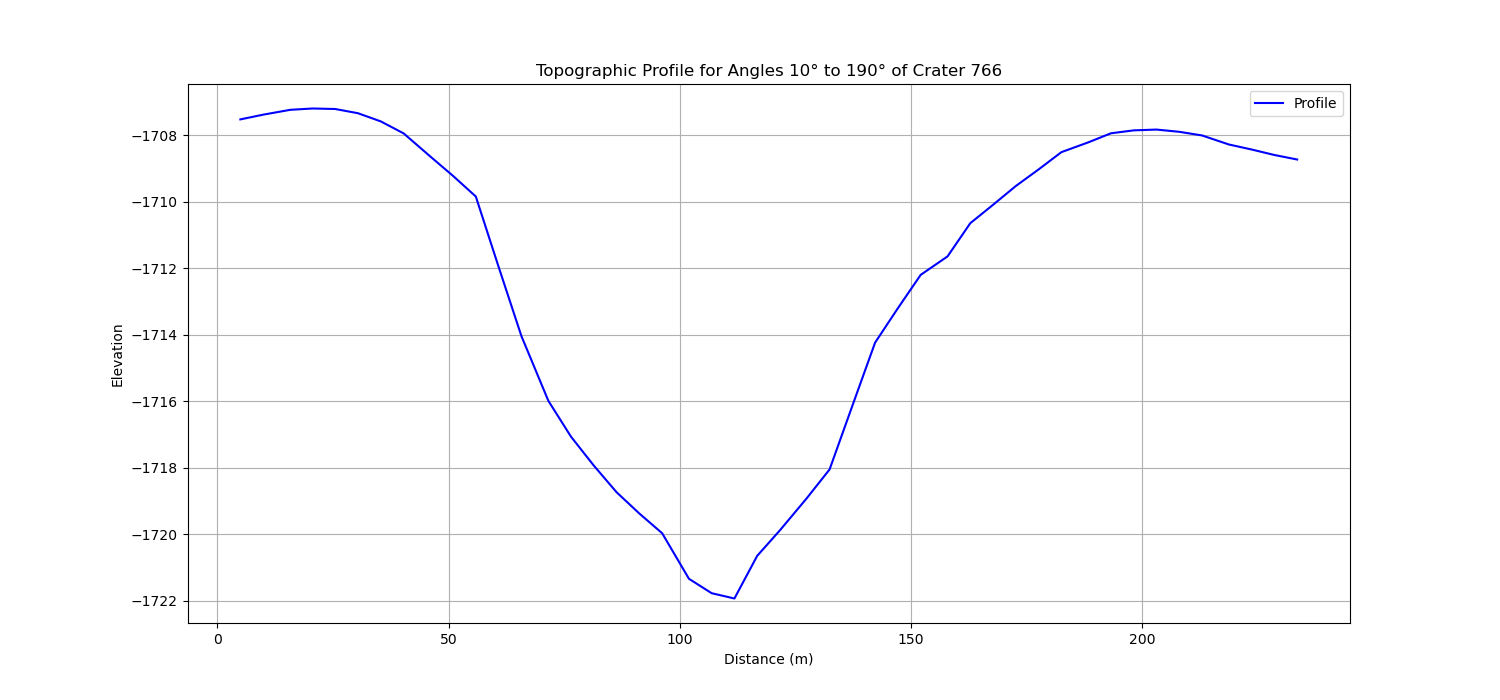 Topographic Profile for Angles 10° to 190° of Crater 766
Profile
−1708
−1710
−1712
−1714
−1716
−1718
−1720
−1722
Elevation
0 50 100 150 200
Distance (m)